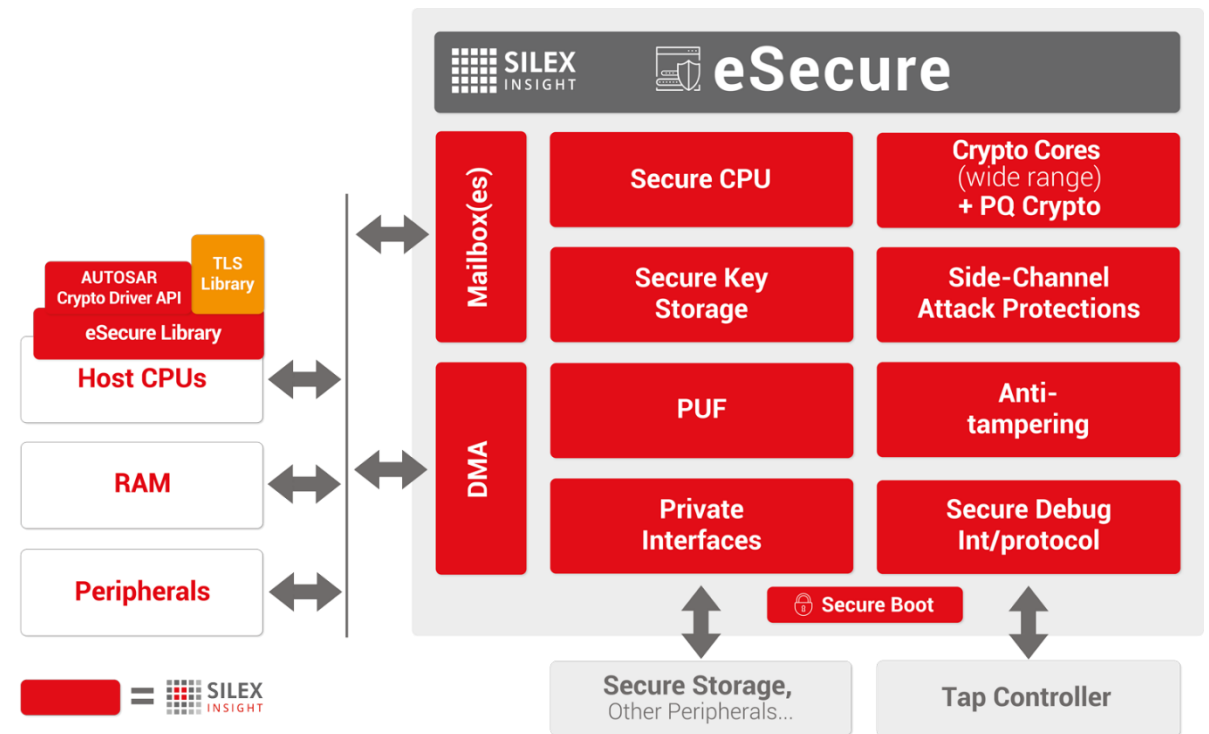 SILEX
INSIGHT
eSecure
Mailbox(es)
Secure CPU
Crypto Cores
(wide range)
+ PQ Crypto
Secure Key
Storage
Side-Channel
Attack Protections
DMA
PUF
Anti-
tampering
Private
Interfaces
Secure Debug
Int/protocol
Secure Boot
AUTOSAR
Crypto Driver API
TLS
Library
eSecure Library
Host CPUs
RAM
Peripherals
Secure Storage,
Other Peripherals...
Tap Controller
=
SILEX
INSIGHT